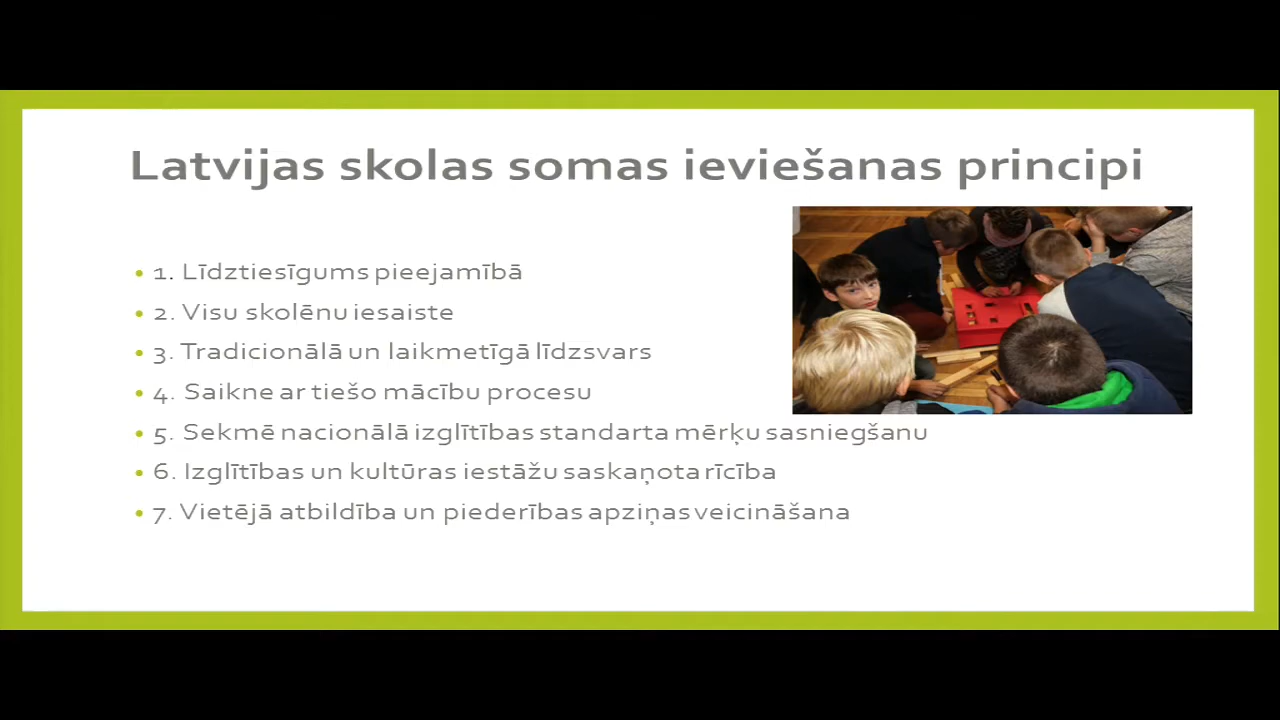 Latvijas skolas somas ieviešanas principi
• 1. Līdztiesīgums pieejamībā
• 2. Visu skolēnu iesaiste
• 3. Tradicionālā un laikmetīgā līdzsvars
• 4. Saikne ar tiešo mācību procesu
• 5. Sekmē nacionālā izglītības standarta mērķu sasniegšanu
• 6. Izglītības un kultūras iestāžu saskaņota rīcība
• 7. Vietējā atbildība un piederības apziņas veicināšana